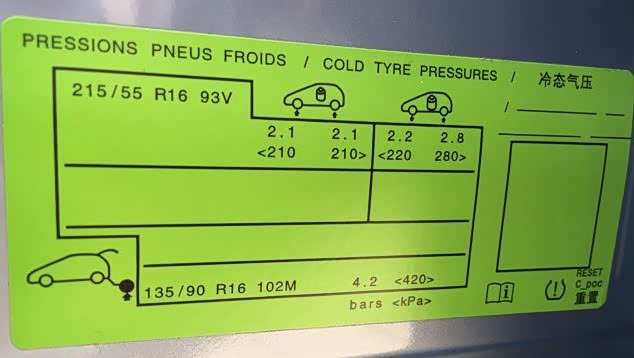 PRESSIONS PNEUS FROIDS / COLD TYRE PRESSURES / 冷态气压
215/55 R16 93V
/
2.1 2.1 2.2 2.8
<210 210> <220 280>
135/90 R16 102M 4.2 <420>
bars <kPa>
i
(!)
RESET
C_poc
重置